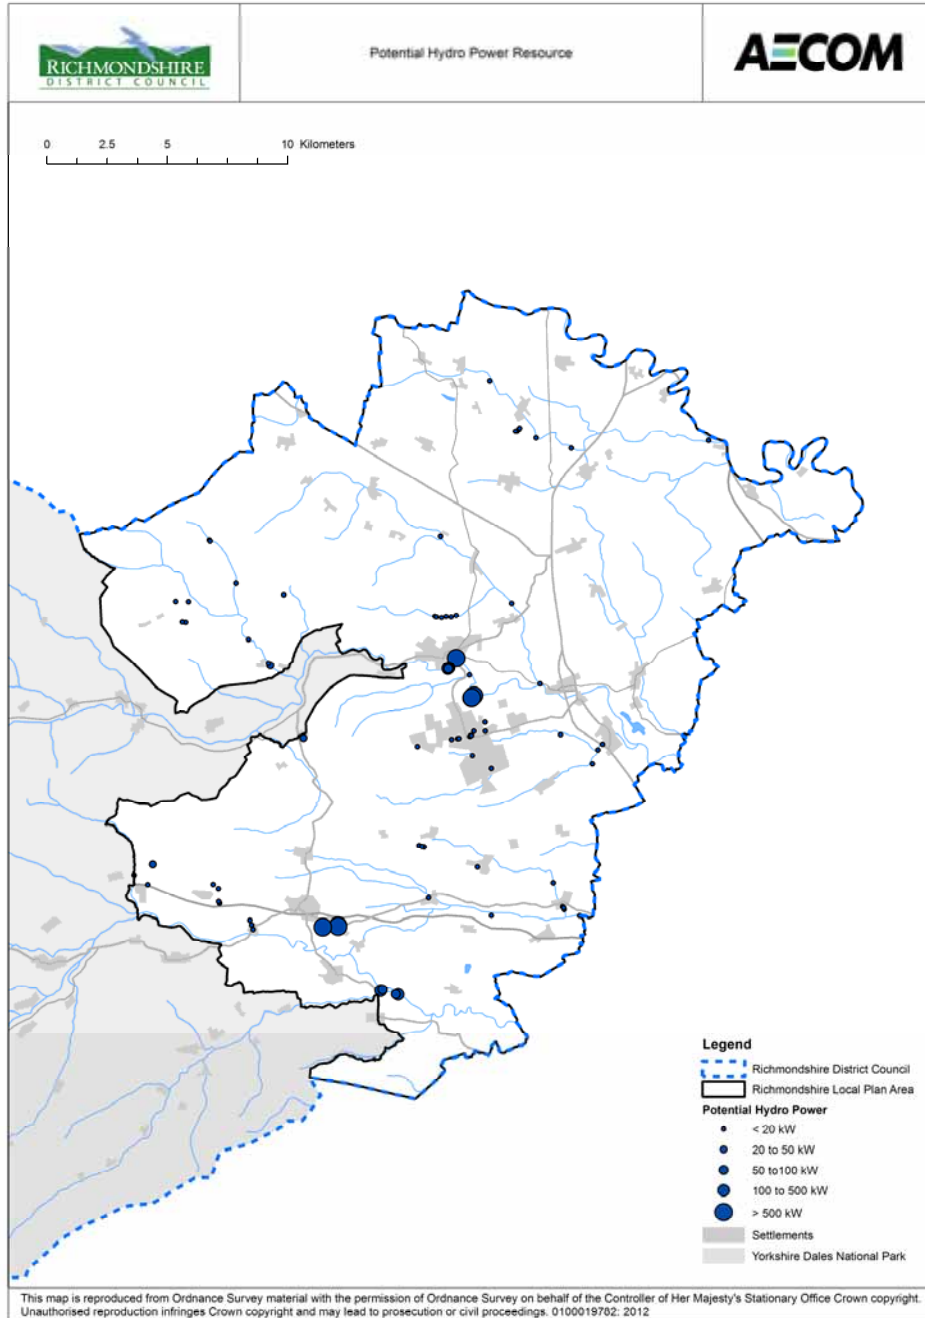 RICHMONDSHIRE
DISTRICT COUNCIL
Potential Hydro Power Resource
AECOM
0 2.5 5 10 Kilometers
Legend
Richmondshire District Council
Richmondshire Local Plan Area
Potential Hydro Power
< 20 kW
20 to 50 kW
50 to100 kW
100 to 500 kW
> 500 kW
Settlements
Yorkshire Dales National Park
This map is reproduced from Ordnance Survey material with the permission of Ordnance Survey on behalf of the Controller of Her Majesty's Stationary Office Crown copyright.
Unauthorised reproduction infringes Crown copyright and may lead to prosecution or civil proceedings. 0100019782: 2012